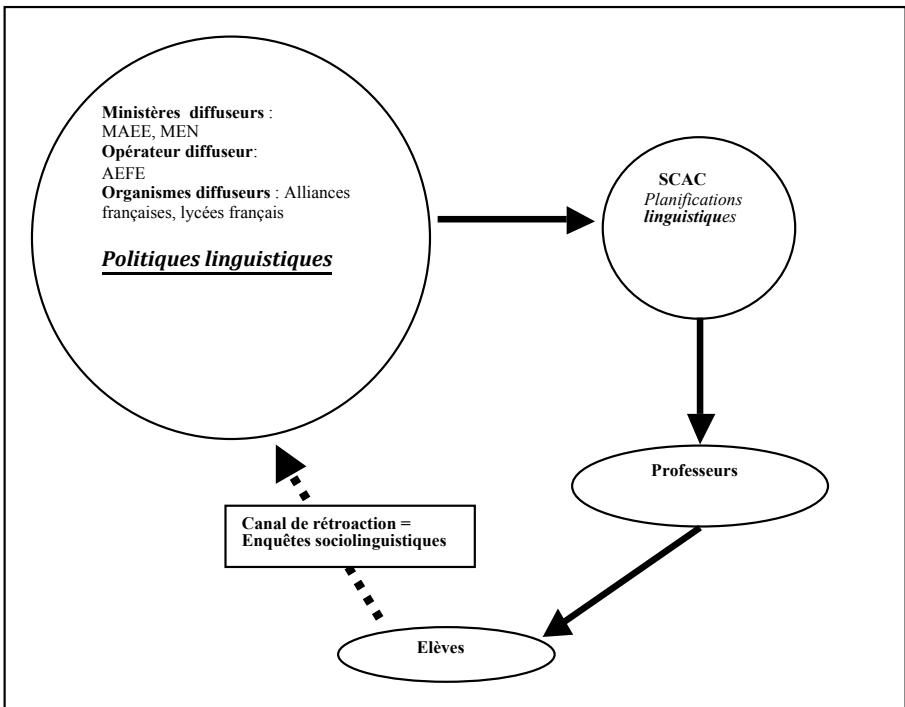 Ministères diffuseurs :
MAEE, MEN
Opérateur diffuseur:
AEFE
Organismes diffuseurs : Alliances
françaises, lycées français
Politiques linguistiques
SCAC
Planifications
linguistiques
Professeurs
Canal de rétroaction =
Enquêtes sociolinguistiques
Elèves